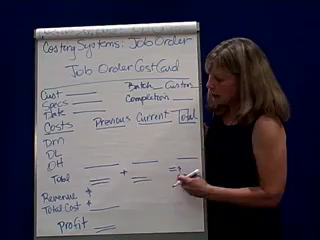 Costing Systems: Job Order
Job Order Cost Card
Cust Batch Custom
Specs Completion
Date
Costs Previous Current Total
DM
DL
DH
Total + =
Revenue +
Total Cost +
Profit